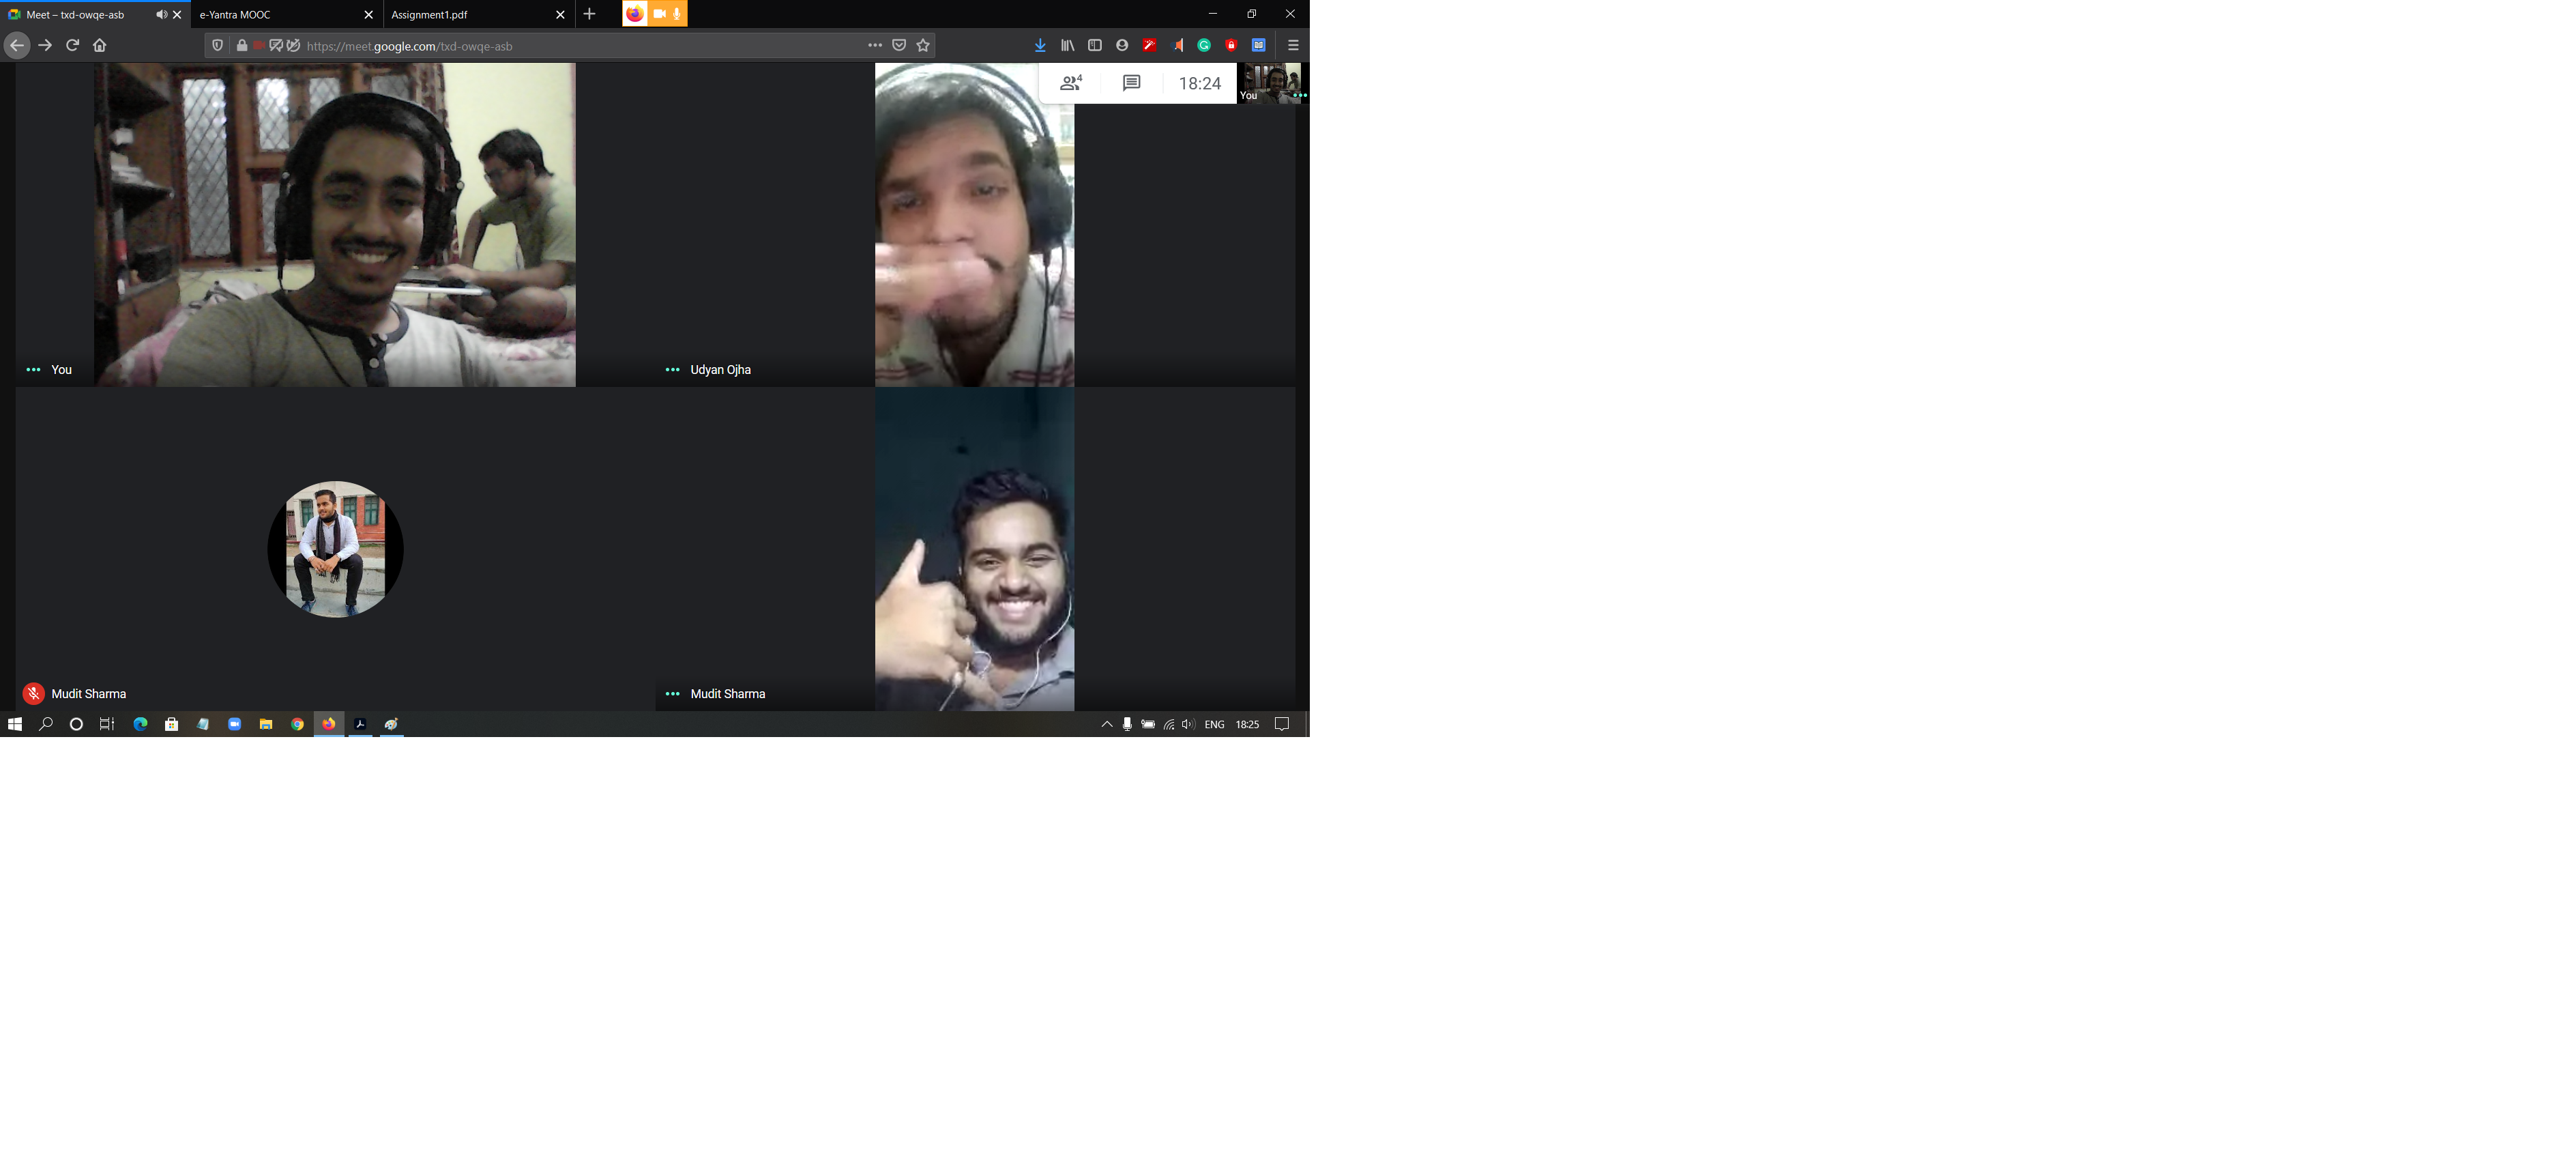 Meet – txd-owqe-asb
e-Yantra MOOC
Assignment1.pdf
https://meet.google.com/txd-owqe-asb
4
18:24
You
You
Udyan Ojha
Mudit Sharma
Mudit Sharma
ENG
18:25